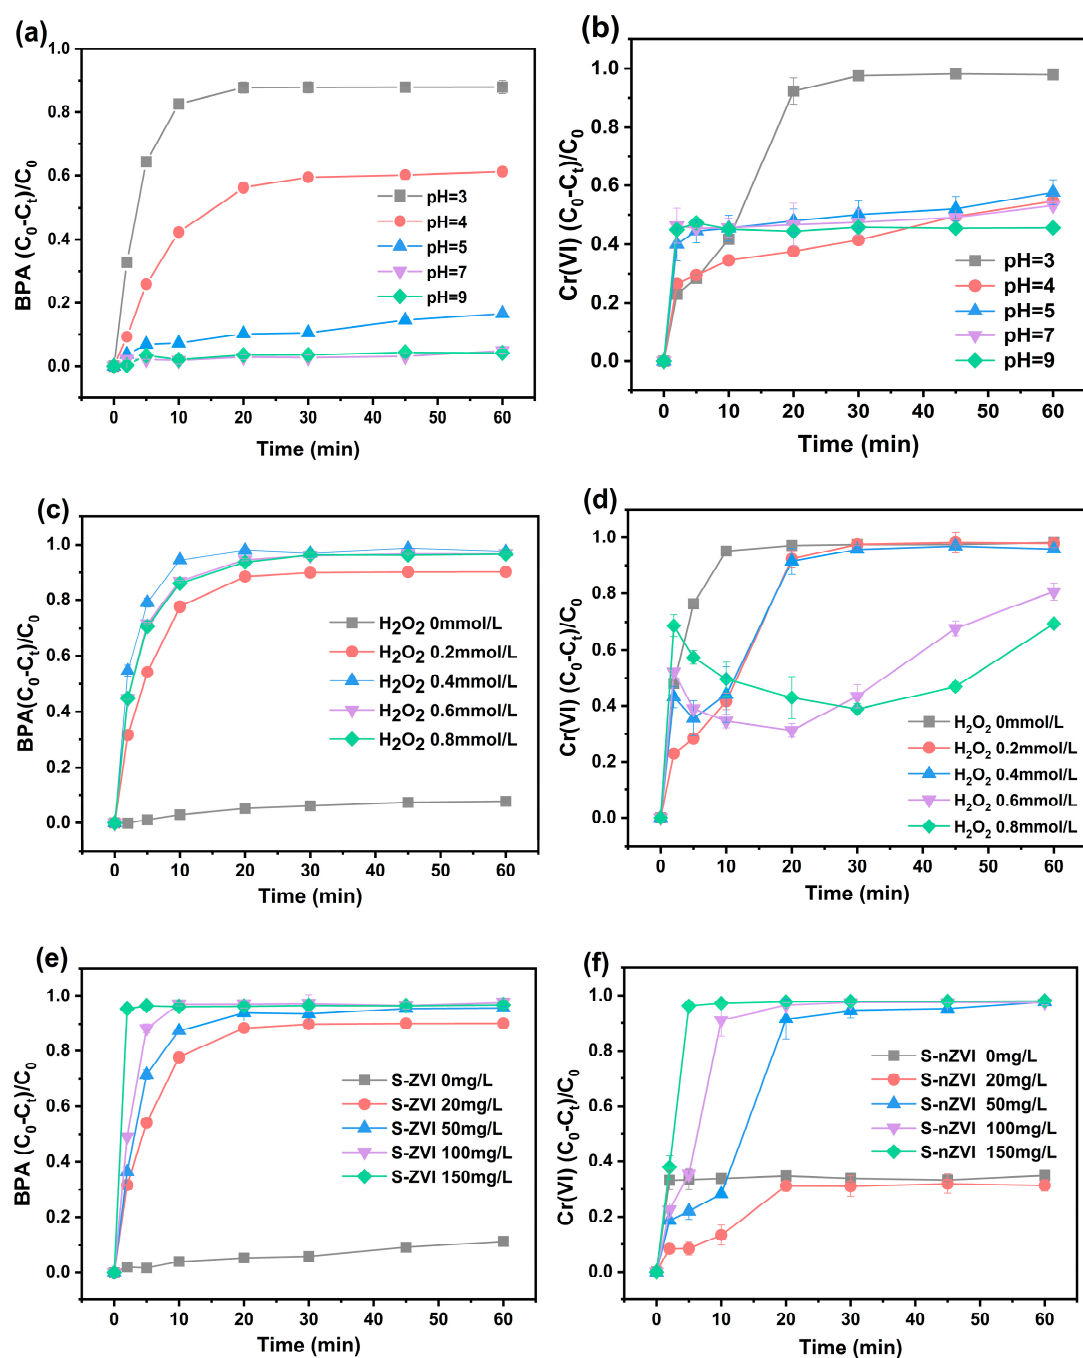 (a)
1.0
0.8
0.6
0.4
0.2
0.0
BPA (C0-Ct)/C0
pH=3
pH=4
pH=5
pH=7
pH=9
0 10 20 30 40 50 60
Time (min)
(b)
1.0
0.8
0.6
0.4
0.2
0.0
Cr(VI) (C0-Ct)/C0
pH=3
pH=4
pH=5
pH=7
pH=9
0 10 20 30 40 50 60
Time (min)
(c)
1.0
0.8
0.6
0.4
0.2
0.0
BPA(C0-Ct)/C0
H2O2 0mmol/L
H2O2 0.2mmol/L
H2O2 0.4mmol/L
H2O2 0.6mmol/L
H2O2 0.8mmol/L
0 10 20 30 40 50 60
Time (min)
(d)
1.0
0.8
0.6
0.4
0.2
0.0
Cr(VI) (C0-Ct)/C0
H2O2 0mmol/L
H2O2 0.2mmol/L
H2O2 0.4mmol/L
H2O2 0.6mmol/L
H2O2 0.8mmol/L
0 10 20 30 40 50 60
Time (min)
(e)
1.0
0.8
0.6
0.4
0.2
0.0
BPA (C0-Ct)/C0
S-ZVI 0mg/L
S-ZVI 20mg/L
S-ZVI 50mg/L
S-ZVI 100mg/L
S-ZVI 150mg/L
0 10 20 30 40 50 60
Time (min)
(f)
1.0
0.8
0.6
0.4
0.2
0.0
Cr(VI) (C0-Ct)/C0
S-nZVI 0mg/L
S-nZVI 20mg/L
S-nZVI 50mg/L
S-nZVI 100mg/L
S-nZVI 150mg/L
0 10 20 30 40 50 60
Time (min)